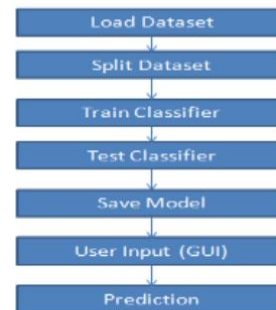 Load Dataset
Split Dataset
Train Classifier
Test Classifier
Save Model
User Input (GUI)
Prediction